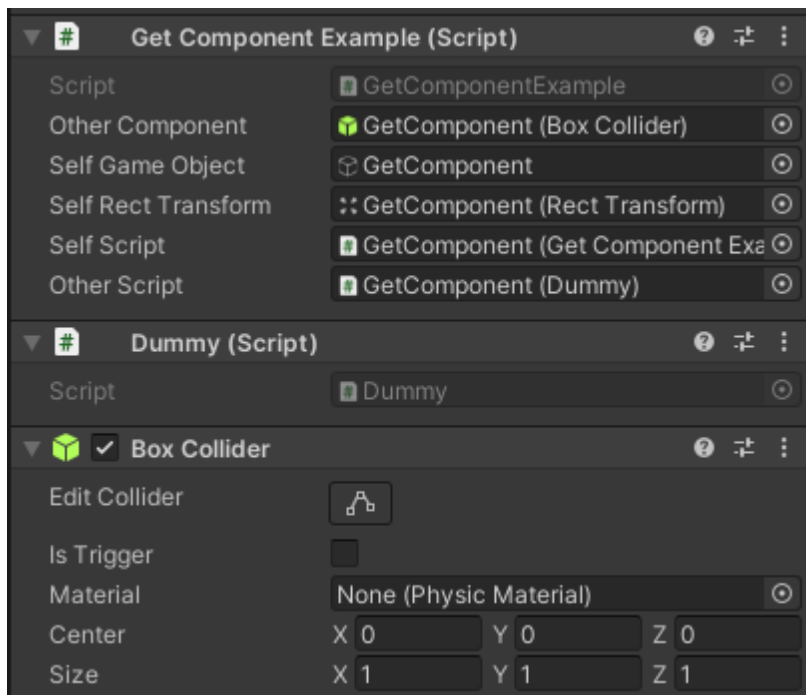 Get Component Example (Script)
Script GetComponentExample
Other Component GetComponent (Box Collider)
Self Game Object GetComponent
Self Rect Transform GetComponent (Rect Transform)
Self Script GetComponent (Get Component Exa
Other Script GetComponent (Dummy)
Dummy (Script)
Script Dummy
Box Collider
Edit Collider
Is Trigger
Material None (Physic Material)
Center X 0 Y 0 Z 0
Size X 1 Y 1 Z 1